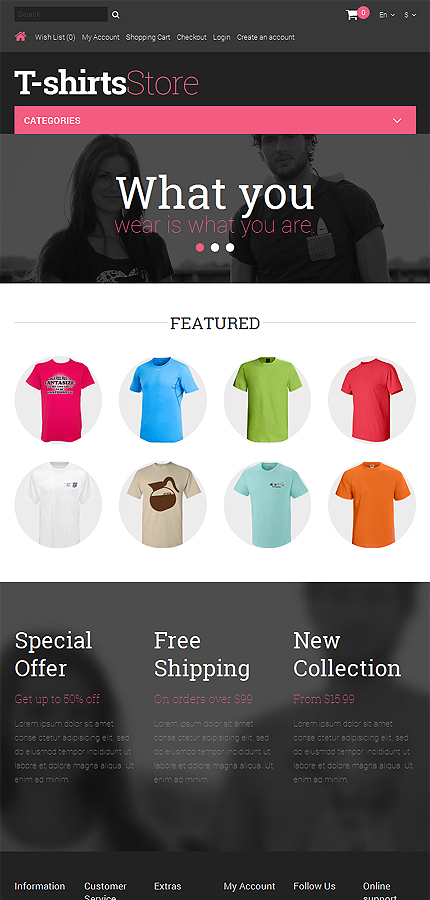 Search
0
En
S
Wish List (0) My Account Shopping Cart Checkout Login Create an account
T-shirtsStore
CATEGORIES
What you
wear is what you are.
FEATURED
FANTASIZE
Special
Offer
Get up to 60% off
Lorem ipsum dolor sit amet
conse ctetur adipisicing elit, sed
do eiusmod tempor incididunt ut
labore et dolore magna aliqua. Ut
enim ad minim.
Free
Shipping
On orders over $99
Lorem ipsum dolor sit amet
conse ctetur adipisicing elit, sed
do eiusmod tempor incididunt ut
labore et dolore magna aliqua. Ut
enim ad minim.
New
Collection
From $15.99
Lorem ipsum dolor sit amet
conse ctetur adipisicing elit, sed
do eiusmod tempor incididunt ut
labore et dolore magna aliqua. Ut
enim ad minim.
Information
Customer
Service
Extras
My Account
Follow Us
Online
support